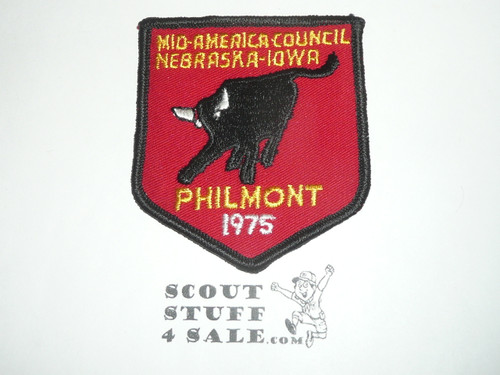 MID-AMERICA-COUNCIL
NEBRASKA-IOWA
PHILMONT
1975
SCOUT
STUFF
4 SALE.COM